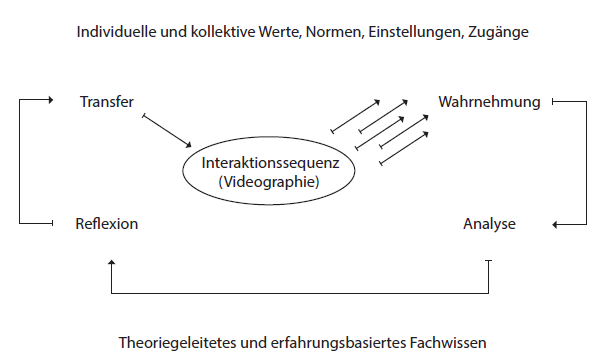 Individuelle und kollektive Werte, Normen, Einstellungen, Zugänge
Transfer
Wahrnehmung
Interaktionssequenz
(Videographie)
Reflexion
Analyse
Theoriegeleitetes und erfahrungsbasiertes Fachwissen